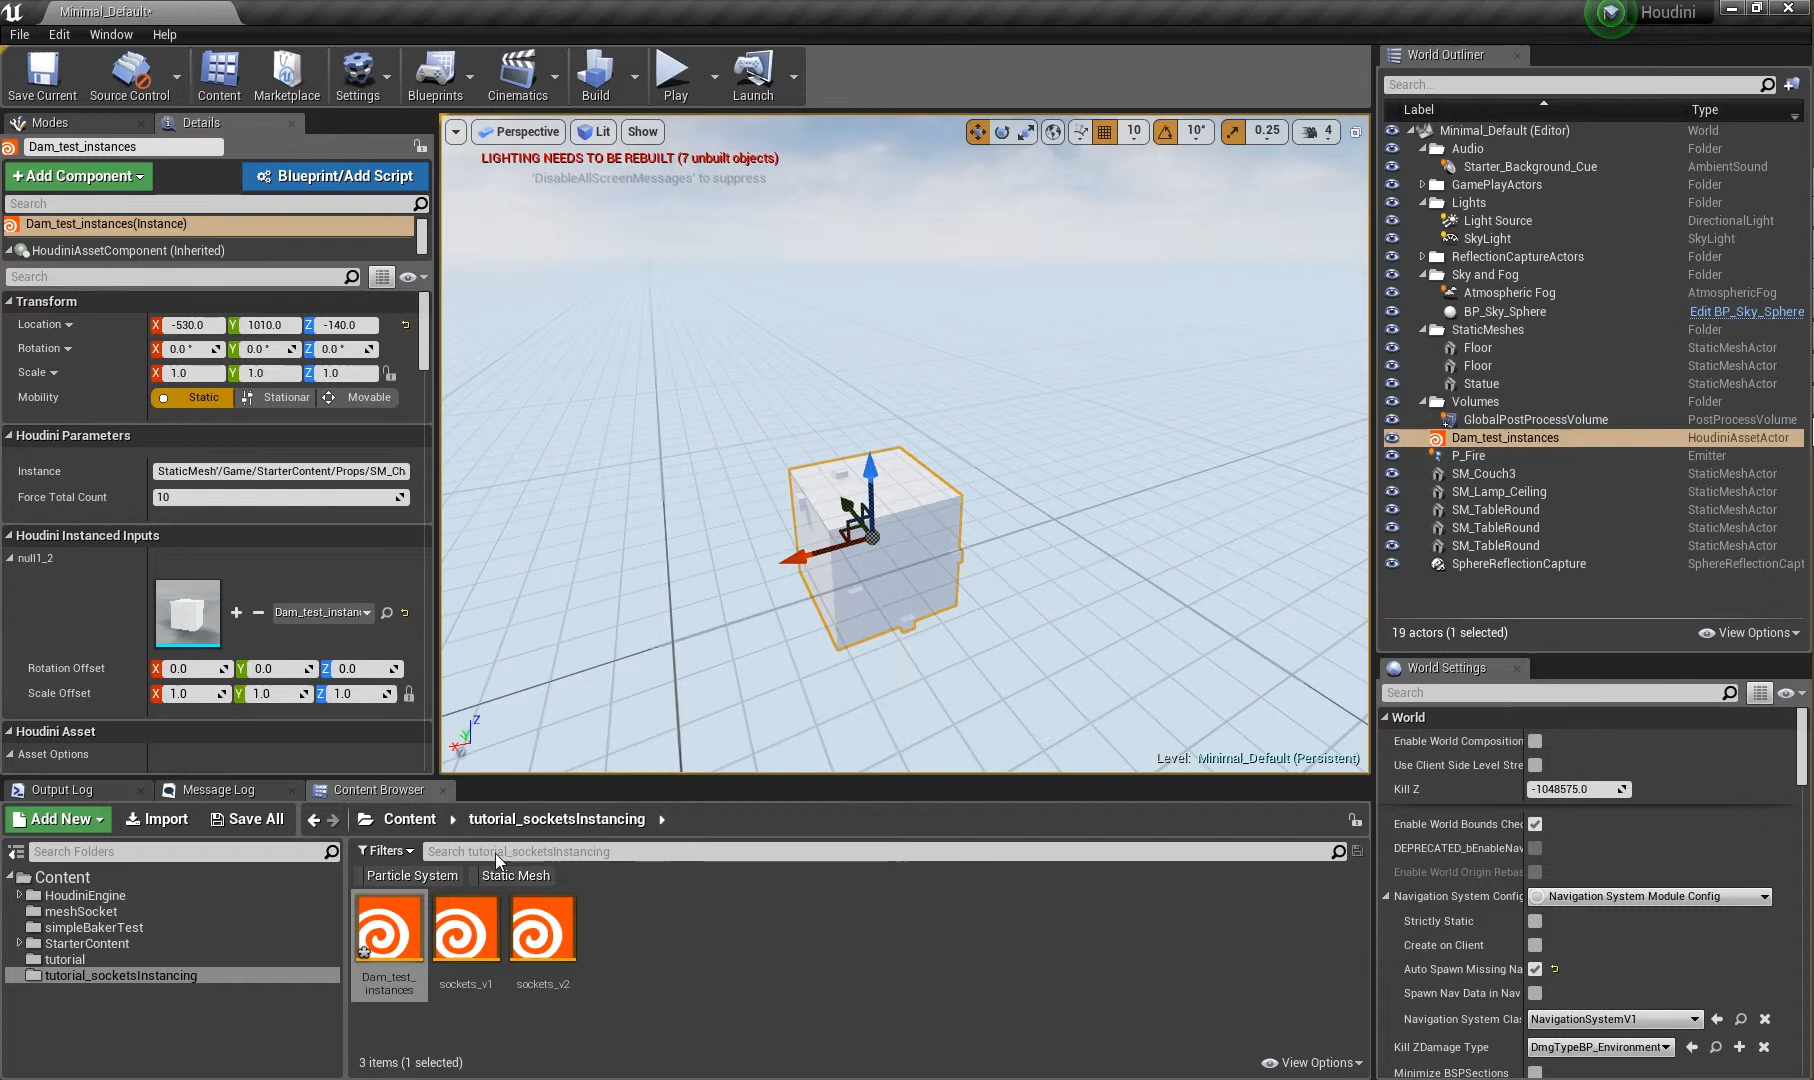 Minimal_Default*
Houdini
File Edit Window Help
Save Current Source Control Content Marketplace Settings Blueprints Cinematics Build Play Launch
Modes Details
Dam_test_instances
+Add Component Blueprint/Add Script
Search
Dam_test_instances(Instance)
HoudiniAssetComponent (Inherited)
Search
Transform
Location X -530.0 Y 1010.0 Z -140.0
Rotation X 0.0 ° Y 0.0 ° Z 0.0 °
Scale X 1.0 Y 1.0 Z 1.0
Mobility Static Stationar Movable
Houdini Parameters
Instance StaticMesh'/Game/StarterContent/Props/SM_Ch
Force Total Count 10
Houdini Instanced Inputs
null1_2
Dam_test_instan
Rotation Offset X 0.0 Y 0.0 Z 0.0
Scale Offset X 1.0 Y 1.0 Z 1.0
Houdini Asset
Asset Options
Perspective Lit Show 10 10° 0.25 4
LIGHTING NEEDS TO BE REBUILT (7 unbuilt objects)
'DisableAllScreenMessages' to suppress
Z
Y
X
Level: Minimal_Default (Persistent)
World Outliner
Search...
Label Type
Minimal_Default (Editor) World
Audio Folder
Starter_Background_Cue AmbientSound
GamePlayActors Folder
Lights Folder
Light Source DirectionalLight
SkyLight SkyLight
ReflectionCaptureActors Folder
Sky and Fog Folder
Atmospheric Fog AtmosphericFog
BP_Sky_Sphere Edit BP_Sky_Sphere
StaticMeshes Folder
Floor StaticMeshActor
Floor StaticMeshActor
Statue StaticMeshActor
Volumes Folder
GlobalPostProcessVolume PostProcessVolume
Dam_test_instances HoudiniAssetActor
P_Fire Emitter
SM_Couch3 StaticMeshActor
SM_Lamp_Ceiling StaticMeshActor
SM_TableRound StaticMeshActor
SM_TableRound StaticMeshActor
SM_TableRound StaticMeshActor
SphereReflectionCapture SphereReflectionCapt
19 actors (1 selected) View Options
World Settings
Search
World
Enable World Composition
Use Client Side Level Stre
Kill Z -1048575.0
Enable World Bounds Chec
DEPRECATED_bEnableNav
Enable World Origin Rebas
Navigation System Config Navigation System Module Config
Strictly Static
Create on Client
Auto Spawn Missing Na
Spawn Nav Data in Nav
Navigation System Clas NavigationSystemV1
Kill ZDamage Type DmgTypeBP_Environment
Minimize BSPSections
Output Log Message Log Content Browser
Add New Import Save All Content tutorial_socketsInstancing
Search Folders Filters Search tutorial_socketsInstancing
Particle System Static Mesh
Content
HoudiniEngine
meshSocket
simpleBakerTest
StarterContent
tutorial
tutorial_socketsInstancing
Dam_test_
instances
sockets_v1
sockets_v2
3 items (1 selected) View Options